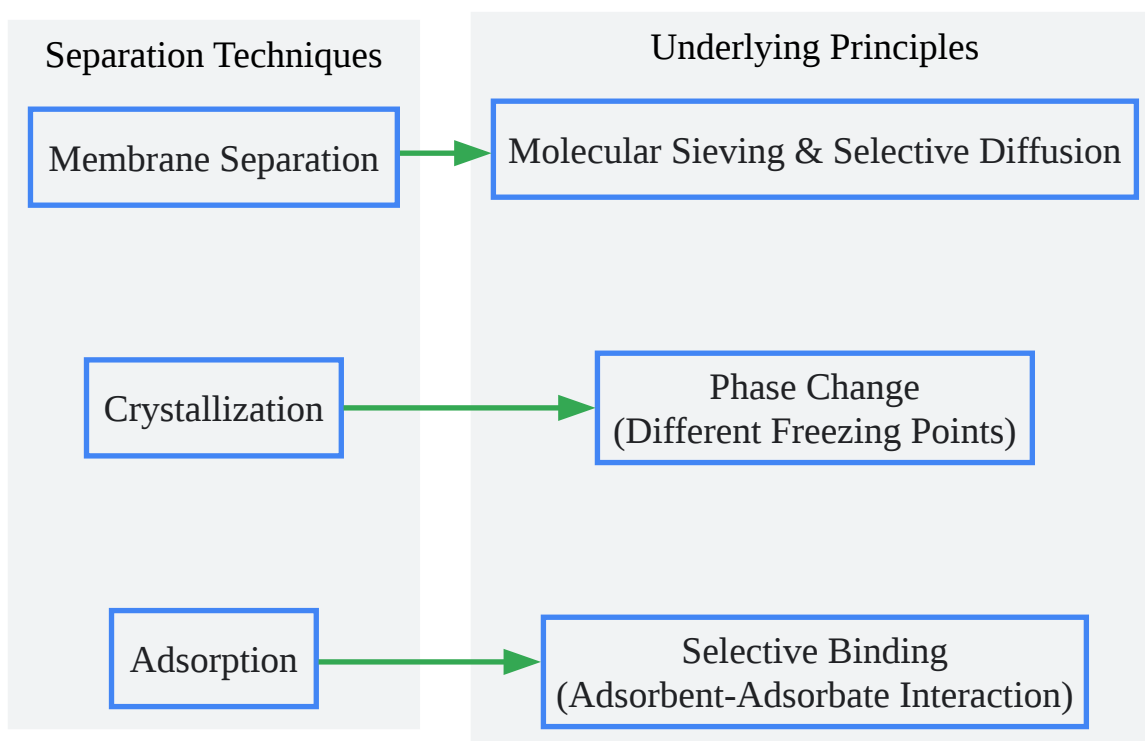 Separation Techniques
Underlying Principles
Membrane Separation
Molecular Sieving & Selective Diffusion
Crystallization
Phase Change
(Different Freezing Points)
Adsorption
Selective Binding
(Adsorbent-Adsorbate Interaction)